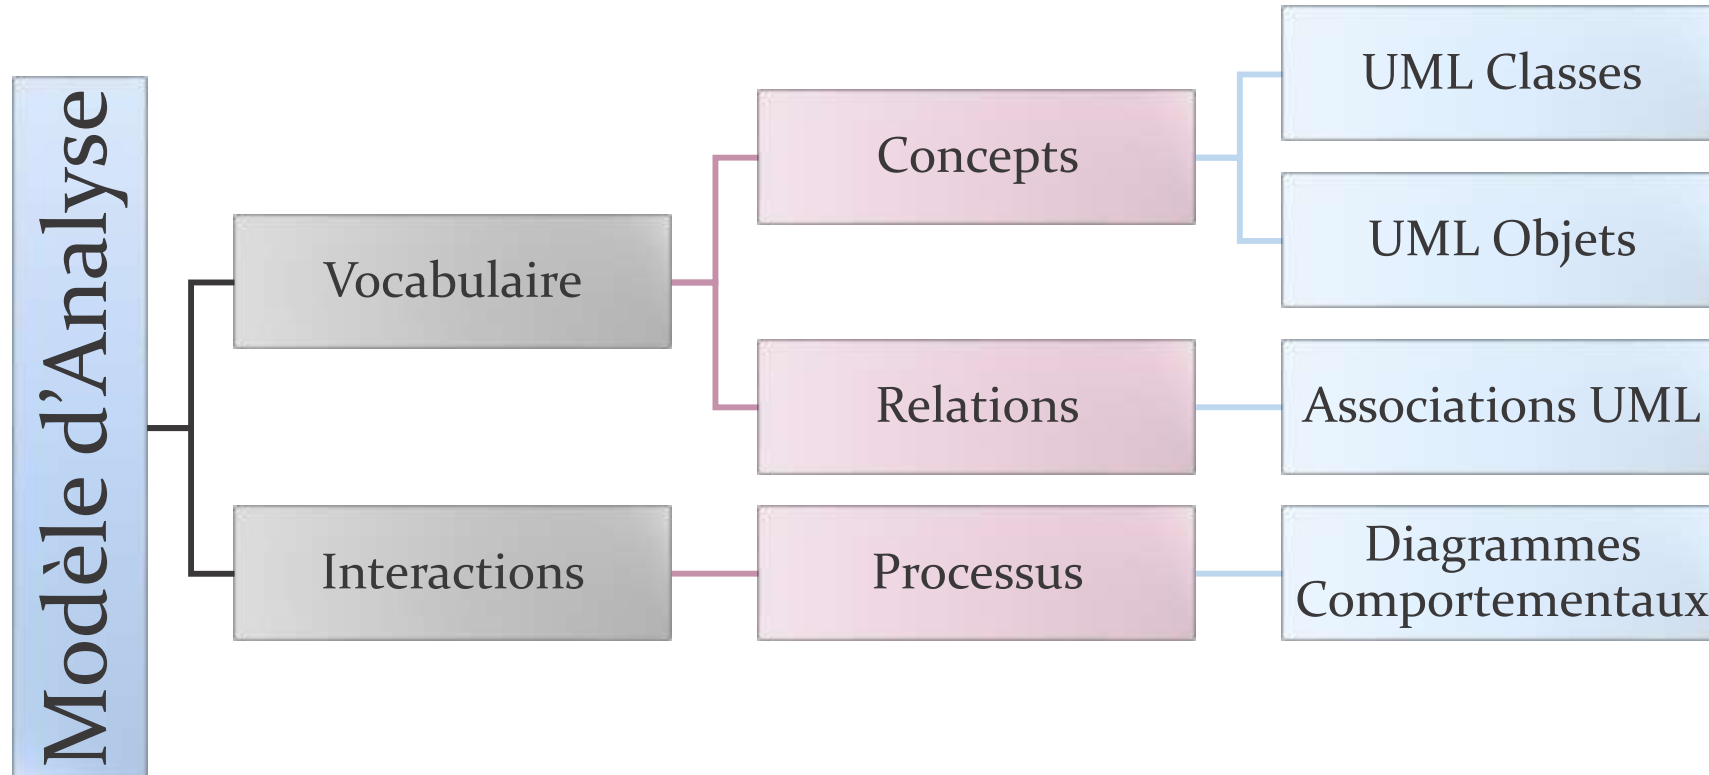 Modèle d'Analyse
Vocabulaire
Concepts
UML Classes
UML Objets
Relations
Associations UML
Interactions
Processus
Diagrammes
Comportementaux